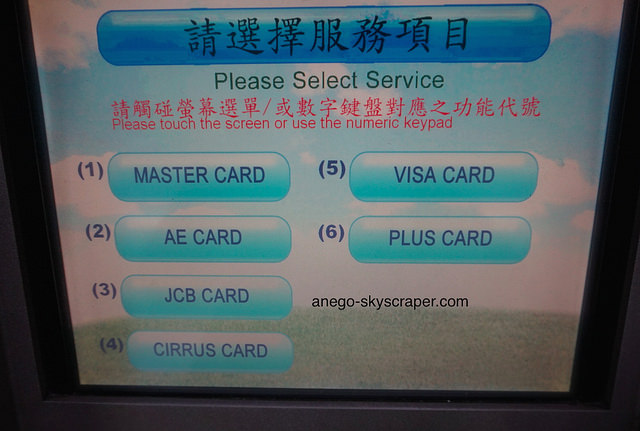 請選擇服務項目
Please Select Service
請觸碰螢幕選單/或數字鍵盤對應之功能代號
Please touch the screen or use the numeric keypad
(1) MASTER CARD
(5) VISA CARD
(2) AE CARD
(6) PLUS CARD
(3) JCB CARD
anego-skyscraper.com
(4) CIRRUS CARD